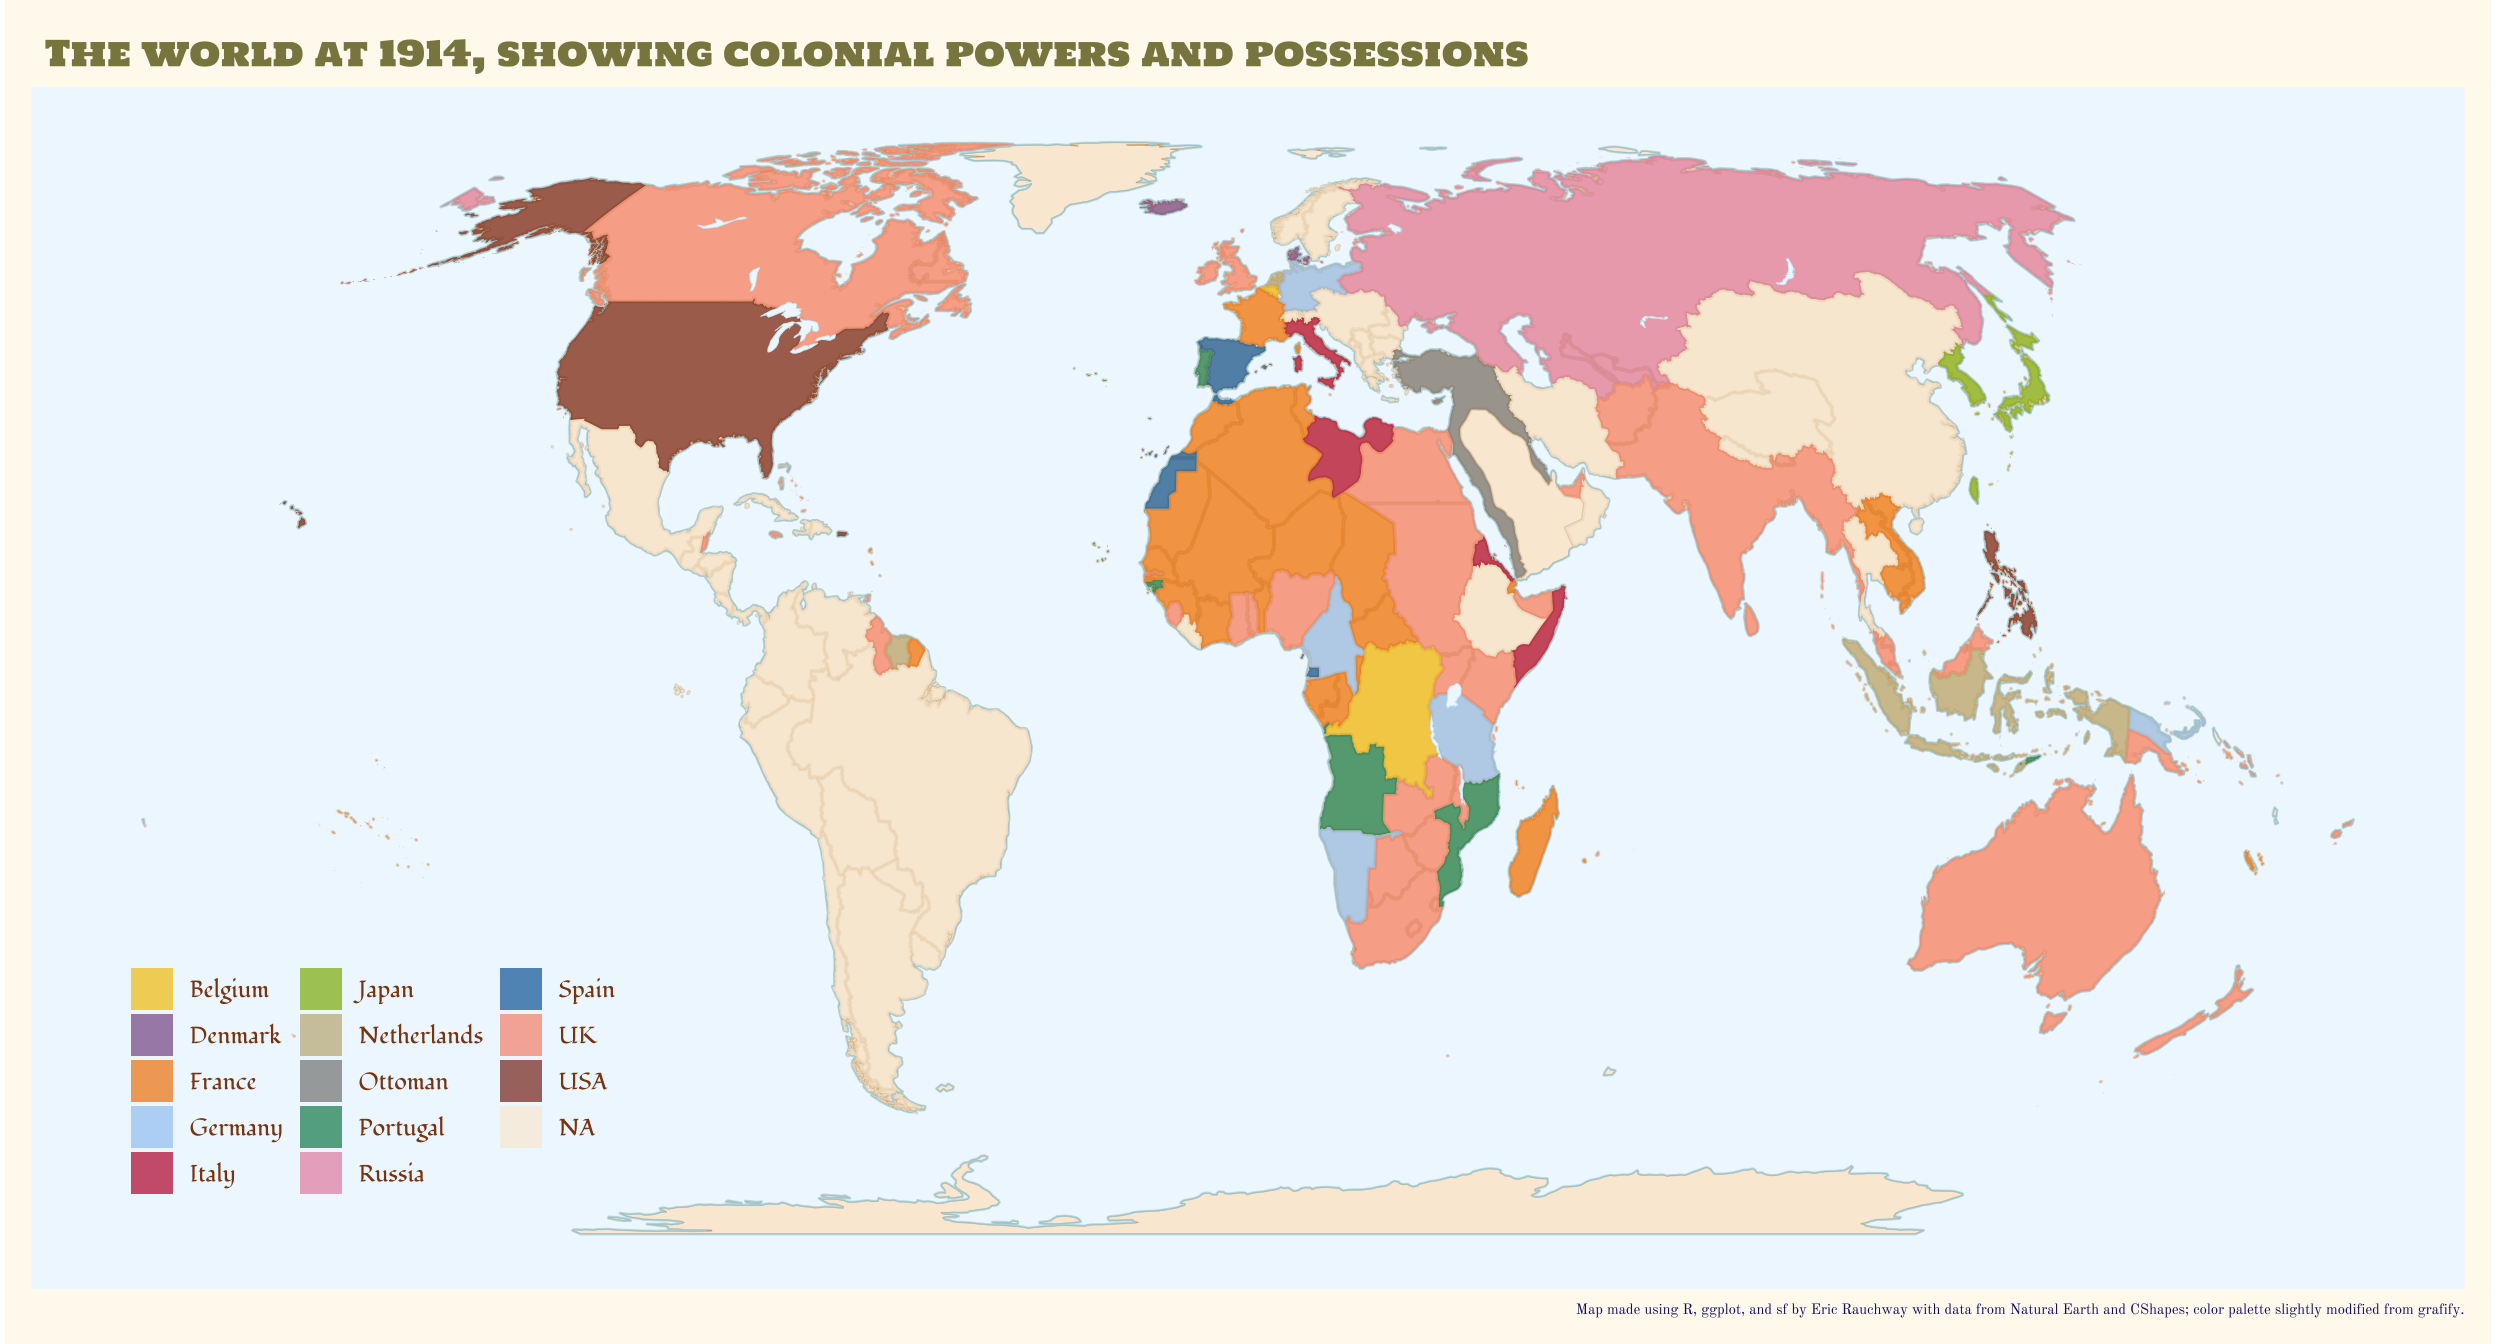 The world at 1914, showing colonial powers and possessions
Belgium
Denmark
France
Germany
Italy
Japan
Netherlands
Ottoman
Portugal
Russia
Spain
UK
USA
NA
Map made using R, ggplot, and sf by Eric Rauchway with data from Natural Earth and CShapes; color palette slightly modified from grafify.